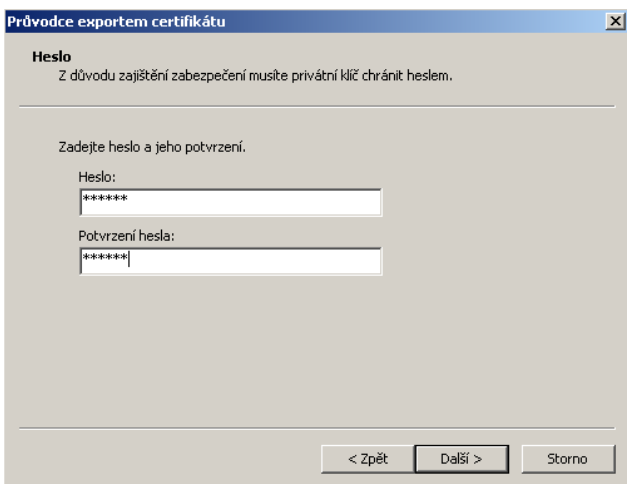 Průvodce exportem certifikátu
Heslo
Z důvodu zajištění zabezpečení musíte privátní klíč chránit heslem.
Zadejte heslo a jeho potvrzení.
Heslo:
******
Potvrzení hesla:
******
< Zpět
Další >
Storno